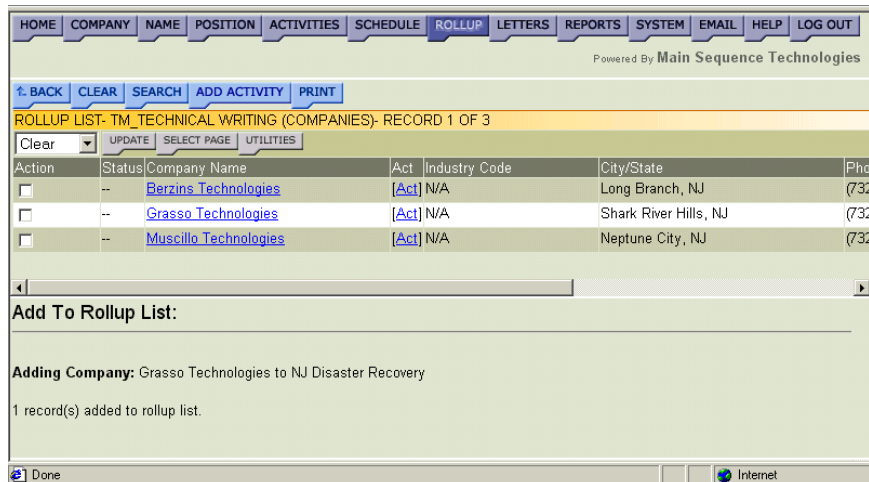 HOME COMPANY NAME POSITION ACTIVITIES SCHEDULE ROLLUP LETTERS REPORTS SYSTEM EMAIL HELP LOG OUT
Powered By Main Sequence Technologies
BACK CLEAR SEARCH ADD ACTIVITY PRINT
ROLLUP LIST- TM_TECHNICAL WRITING (COMPANIES)- RECORD 1 OF 3
Clear UPDATE SELECT PAGE UTILITIES
Action Status Company Name Act Industry Code City/State Pho
-- Berzins Technologies [Act] N/A Long Branch, NJ (732
-- Grasso Technologies [Act] N/A Shark River Hills, NJ (732
-- Muscillo Technologies [Act] N/A Neptune City, NJ (732
Add To Rollup List:
Adding Company: Grasso Technologies to NJ Disaster Recovery
1 record(s) added to rollup list.
Done Internet